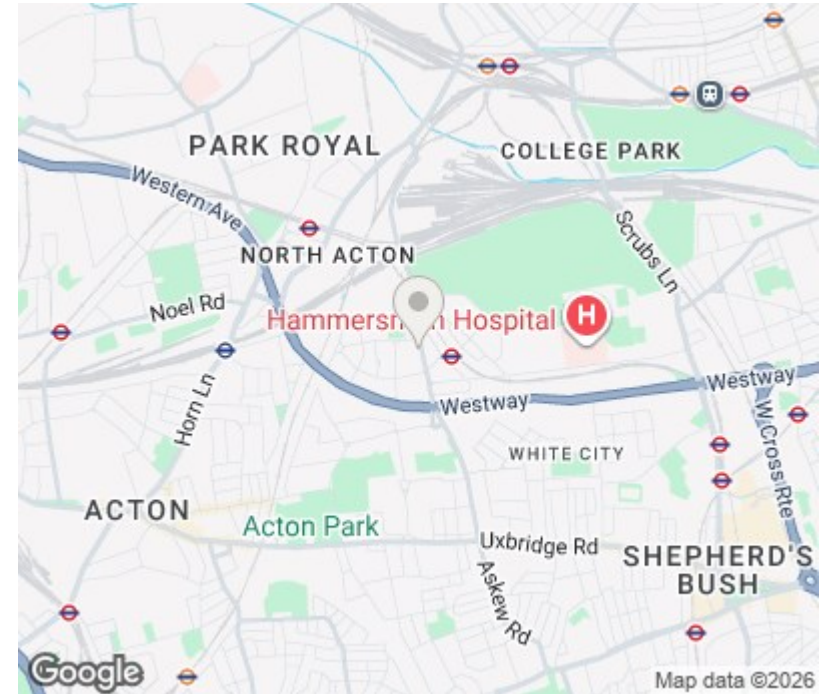 PARK ROYAL
COLLEGE PARK
Western Ave
Scrubs Ln
NORTH ACTON
Noel Rd
Hammersm Hospital
H
Horn Ln
Westway
Westway
W Cross Rte
WHITE CITY
ACTON
Acton Park
Uxbridge Rd
Askew Rd
SHEPHERD'S
BUSH
Google
Map data ©2026